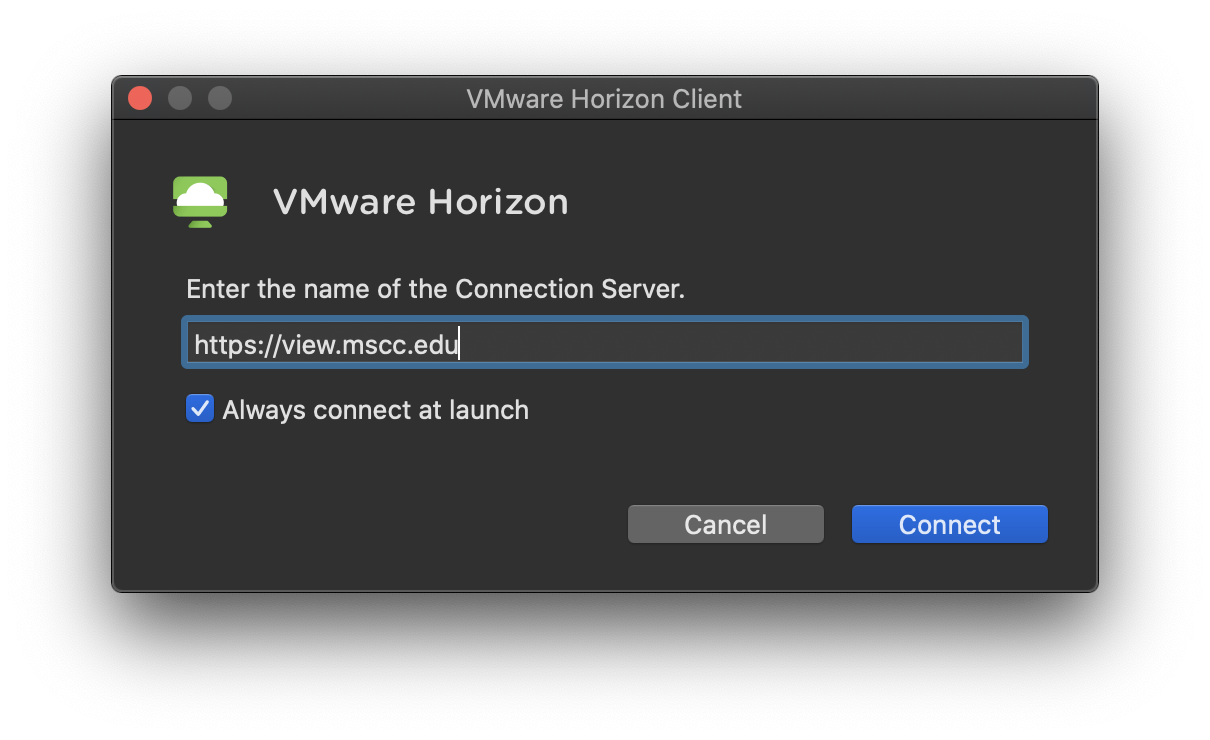 VMware Horizon Client
VMware Horizon
Enter the name of the Connection Server.
https://view.mscc.edu
Always connect at launch
Cancel Connect